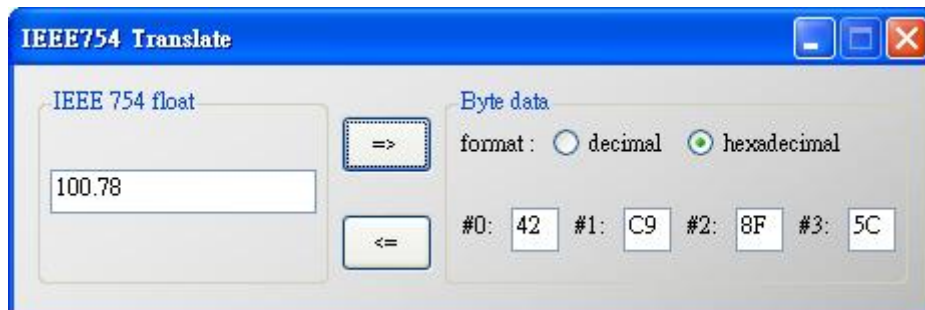 IEEE754 Translate
IEEE 754 float
Byte data
=>
format : decimal hexadecimal
100.78
<=
#0: 42 #1: C9 #2: 8F #3: 5C